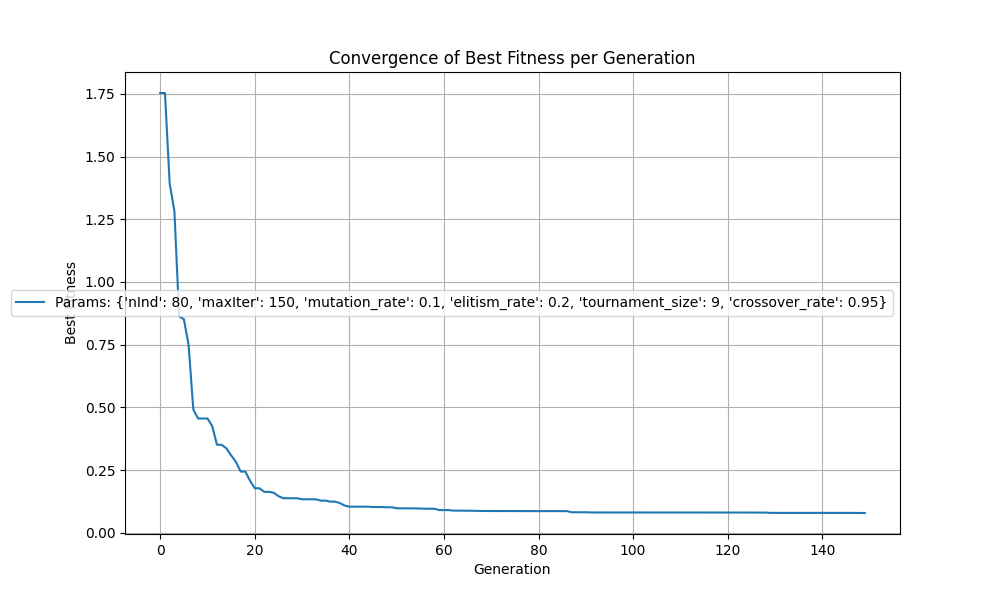 Convergence of Best Fitness per Generation
1.75
1.50
1.25
1.00
0.75
0.50
0.25
0.00
Best Fitness
Params: {'nInd': 80, 'maxIter': 150, 'mutation_rate': 0.1, 'elitism_rate': 0.2, 'tournament_size': 9, 'crossover_rate': 0.95}
0 20 40 60 80 100 120 140
Generation